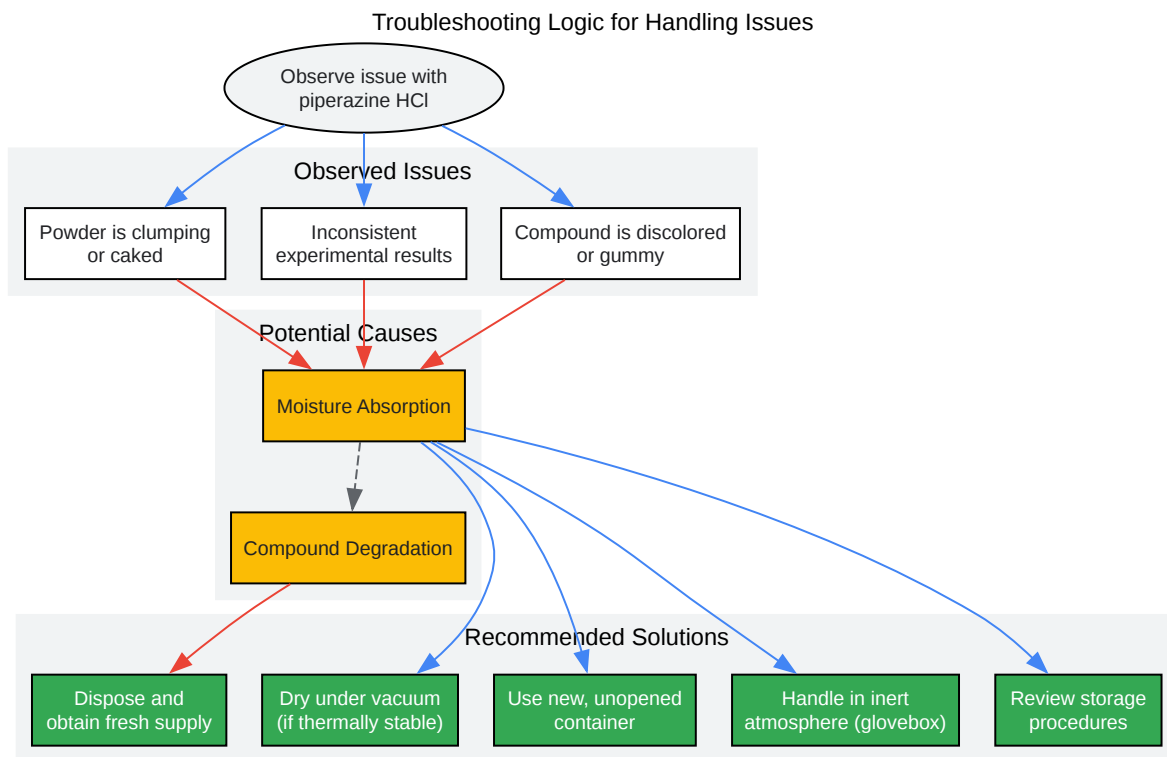 Troubleshooting Logic for Handling Issues
Observe issue with
piperazine HCl
Observed Issues
Powder is clumping
or caked
Inconsistent
experimental results
Compound is discolored
or gummy
Potential Causes
Moisture Absorption
Compound Degradation
Recommended Solutions
Dispose and
obtain fresh supply
Dry under vacuum
(if thermally stable)
Use new, unopened
container
Handle in inert
atmosphere (glovebox)
Review storage
procedures